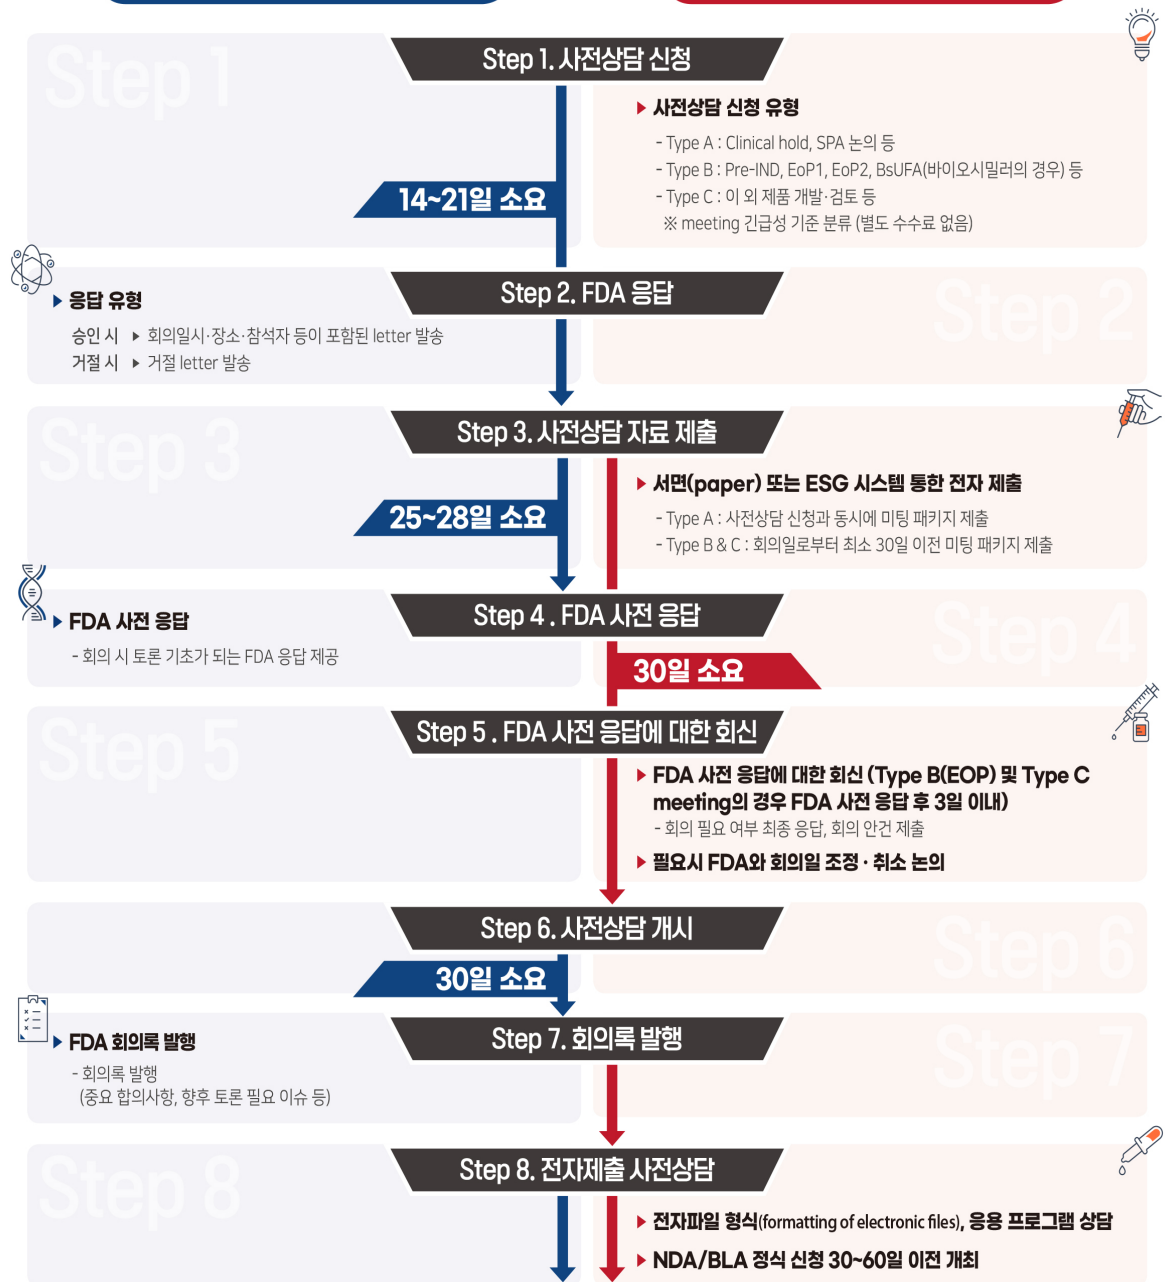 Step 1
Step 1. 사전상담 신청
▶ 사전상담 신청 유형
- Type A : Clinical hold, SPA 논의 등
- Type B : Pre-IND, EoP1, EoP2, BsUFA(바이오시밀러의 경우) 등
- Type C : 이 외 제품 개발·검토 등
※ meeting 긴급성 기준 분류 (별도 수수료 없음)
14~21일 소요
Step 2. FDA 응답
Step 2
▶ 응답 유형
승인 시 ▶ 회의일시·장소·참석자 등이 포함된 letter 발송
거절 시 ▶ 거절 letter 발송
Step 3
Step 3. 사전상담 자료 제출
▶ 서면(paper) 또는 ESG 시스템 통한 전자 제출
- Type A : 사전상담 신청과 동시에 미팅 패키지 제출
- Type B & C : 회의일로부터 최소 30일 이전 미팅 패키지 제출
25~28일 소요
Step 4 . FDA 사전 응답
Step 4
▶ FDA 사전 응답
- 회의 시 토론 기초가 되는 FDA 응답 제공
30일 소요
Step 5
Step 5 . FDA 사전 응답에 대한 회신
▶ FDA 사전 응답에 대한 회신 (Type B(EOP) 및 Type C
meeting의 경우 FDA 사전 응답 후 3일 이내)
- 회의 필요 여부 최종 응답, 회의 안건 제출
▶ 필요시 FDA와 회의일 조정 · 취소 논의
Step 6. 사전상담 개시
Step 6
30일 소요
Step 7. 회의록 발행
Step 7
▶ FDA 회의록 발행
- 회의록 발행
(중요 합의사항, 향후 토론 필요 이슈 등)
Step 8
Step 8. 전자제출 사전상담
▶ 전자파일 형식(formatting of electronic files), 응용 프로그램 상담
▶ NDA/BLA 정식 신청 30~60일 이전 개최